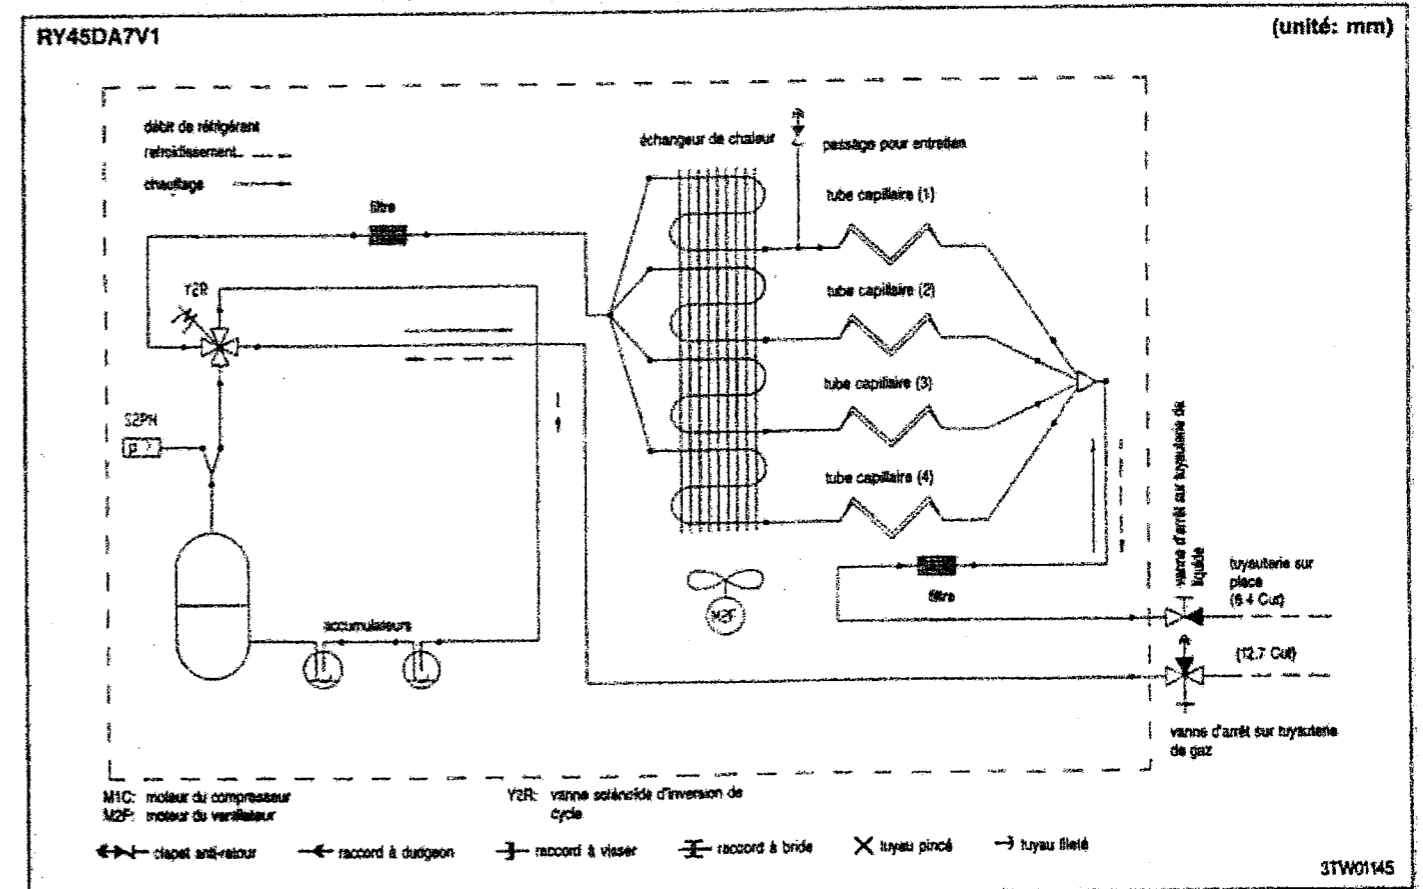 RY45DA7V1
(unité: mm)
débit de réfrigérant
refroidissement
chauffage
échangeur de chaleur
passage pour entretien
filtre
tube capillaire (1)
Y2R
tube capillaire (2)
tube capillaire (3)
S2PH
P
tube capillaire (4)
vanne d'arrêt sur tuyauterie de
liquide
filtre
tuyauterie sur
place
(6.4 Cut)
M2F
accumulateurs
(12.7 Cut)
vanne d'arrêt sur tuyauterie
de gaz
M1C: moteur du compresseur
M2F: moteur du ventilateur
Y2R: vanne solénoïde d'inversion de
cycle
clapet anti-retour
raccord à dudgeon
raccord à visser
raccord à bride
tuyau pincé
tuyau fileté
3TW01145